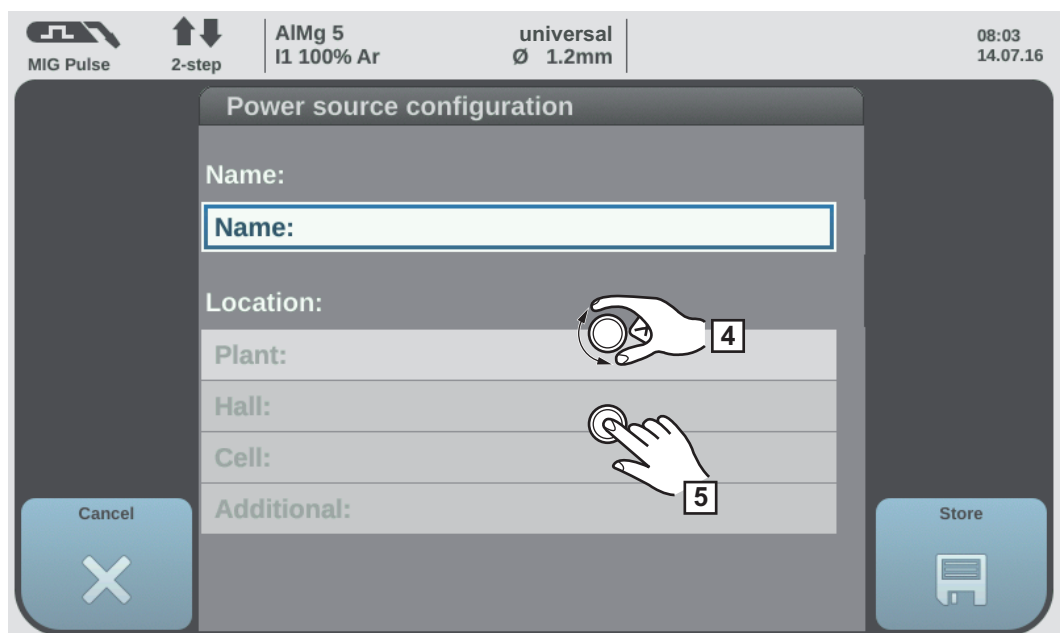 MIG Pulse
2-step
AlMg 5
I1 100% Ar
universal
Ø 1.2mm
08:03
14.07.16
Power source configuration
Name:
Name:
Location:
Plant:
4
Hall:
Cell:
5
Additional:
Cancel
Store